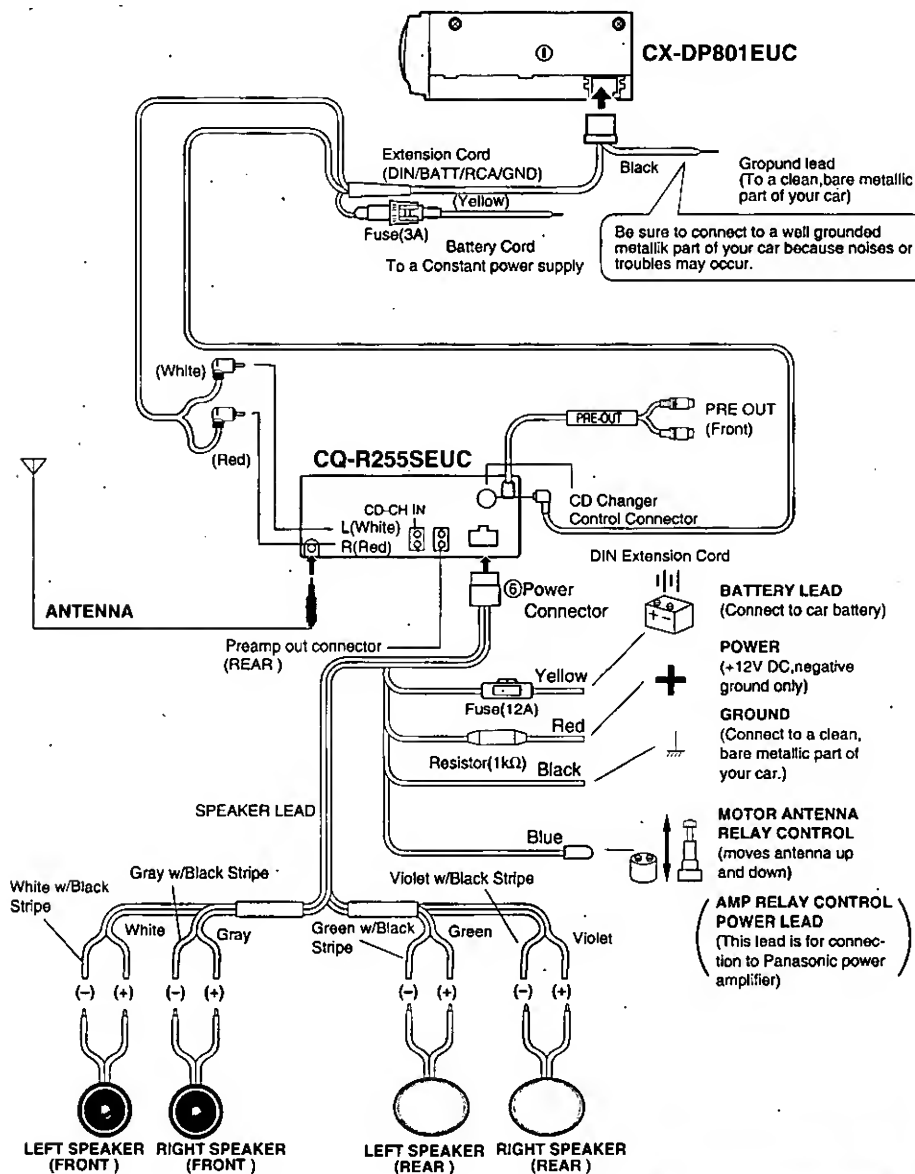 CX-DP801EUC
Extension Cord
(DIN/BATT/RCA/GND)
(Yellow)
Black
Gropund lead
(To a clean,bare metallic
part of your car)
Fuse(3A)
Battery Cord
To a Constant power supply
Be sure to connect to a well grounded
metallik part of your car because noises or
troubles may occur.
(White)
(Red)
PRE-OUT
PRE OUT
(Front)
CQ-R255SEUC
CD-CH IN
L(White)
R(Red)
CD Changer
Control Connector
DIN Extension Cord
ANTENNA
⑥Power
Connector
Preamp out connector
(REAR )
BATTERY LEAD
(Connect to car battery)
Yellow
Fuse(12A)
POWER
(+12V DC,negative
ground only)
Red
Resistor(1kΩ)
GROUND
(Connect to a clean,
bare metallic part of
your car.)
Black
SPEAKER LEAD
Blue
MOTOR ANTENNA
RELAY CONTROL
(moves antenna up
and down)
AMP RELAY CONTROL
POWER LEAD
(This lead is for connec-
tion to Panasonic power
amplifier)
White w/Black
Stripe
Gray w/Black Stripe
White
Gray
Green w/Black
Stripe
Green
Violet w/Black Stripe
Violet
(−) (+) (−) (+) (−) (+) (−) (+)
LEFT SPEAKER
(FRONT )
RIGHT SPEAKER
(FRONT )
LEFT SPEAKER
(REAR )
RIGHT SPEAKER
(REAR )